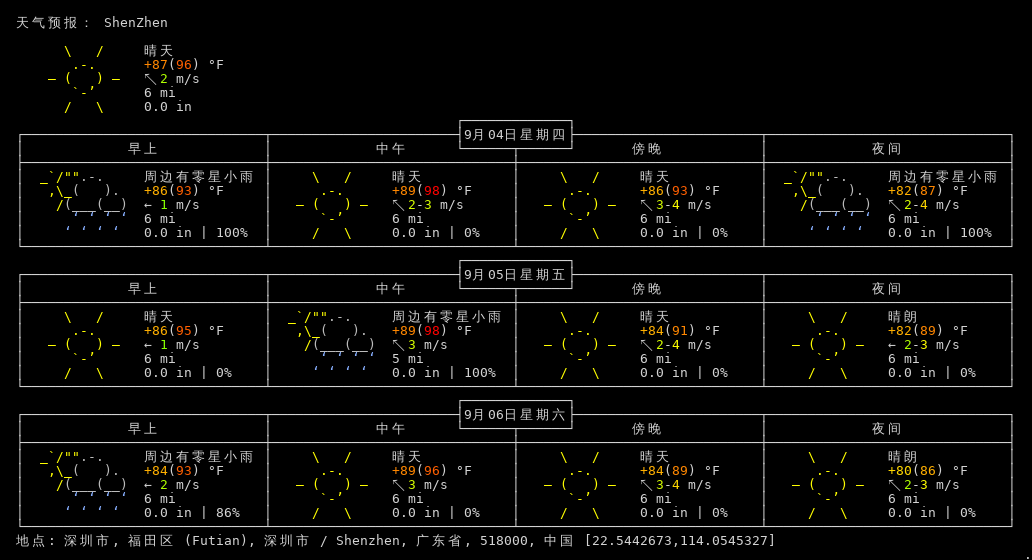 天气预报： ShenZhen
晴天
+87(96) °F
↖ 2 m/s
6 mi
0.0 in
9月04日星期四
早上 中午 傍晚 夜间
周边有零星小雨 晴天 晴天 周边有零星小雨
+86(93) °F +89(98) °F +86(93) °F +82(87) °F
← 1 m/s ↖ 2-3 m/s ↖ 3-4 m/s ↖ 2-4 m/s
6 mi 6 mi 6 mi 6 mi
0.0 in | 100% 0.0 in | 0% 0.0 in | 0% 0.0 in | 100%
9月05日星期五
早上 中午 傍晚 夜间
晴天 周边有零星小雨 晴天 晴朗
+86(95) °F +89(98) °F +84(91) °F +82(89) °F
← 1 m/s ↖ 3 m/s ↖ 2-4 m/s ← 2-3 m/s
6 mi 5 mi 6 mi 6 mi
0.0 in | 0% 0.0 in | 100% 0.0 in | 0% 0.0 in | 0%
9月06日星期六
早上 中午 傍晚 夜间
周边有零星小雨 晴天 晴天 晴朗
+84(93) °F +89(96) °F +84(89) °F +80(86) °F
← 2 m/s ↖ 3 m/s ↖ 3-4 m/s ↖ 2-3 m/s
6 mi 6 mi 6 mi 6 mi
0.0 in | 86% 0.0 in | 0% 0.0 in | 0% 0.0 in | 0%
地点: 深圳市, 福田区 (Futian), 深圳市 / Shenzhen, 广东省, 518000, 中国 [22.5442673,114.0545327]